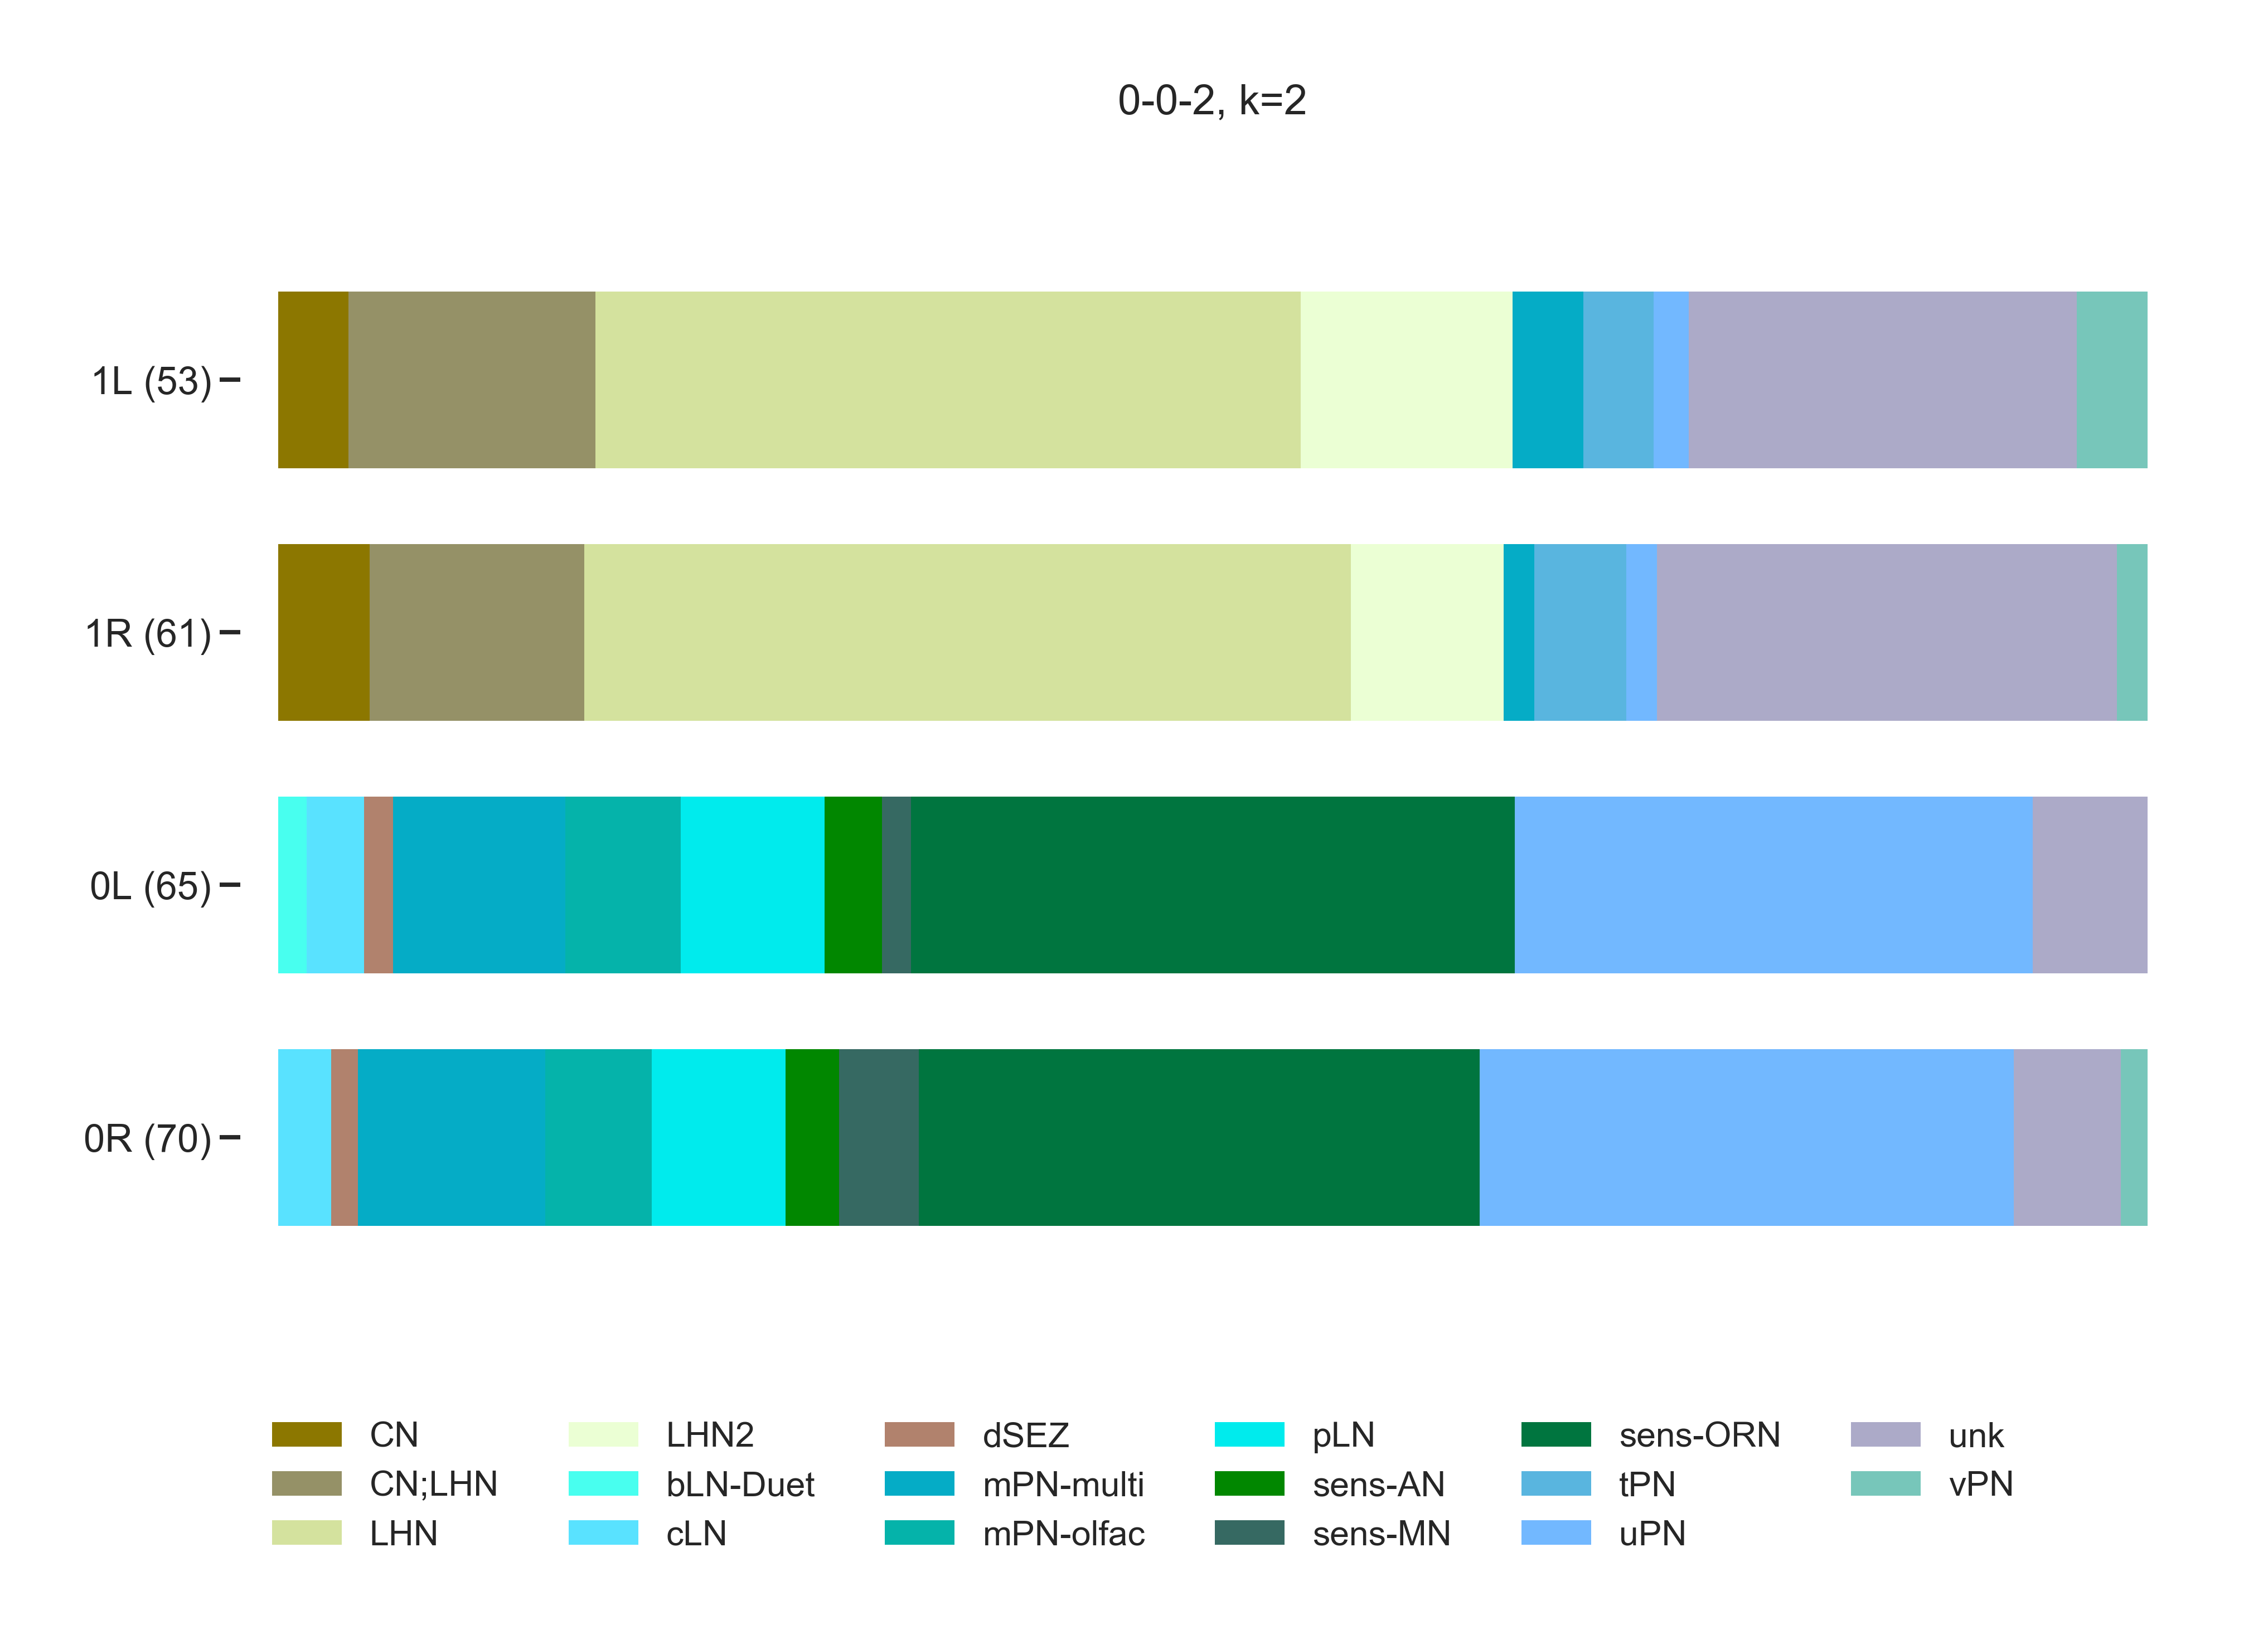 0-0-2, k=2
1L (53)
1R (61)
0L (65)
0R (70)
CN LHN2 dSEZ pLN sens-ORN unk
CN;LHN bLN-Duet mPN-multi sens-AN tPN vPN
LHN cLN mPN-olfac sens-MN uPN